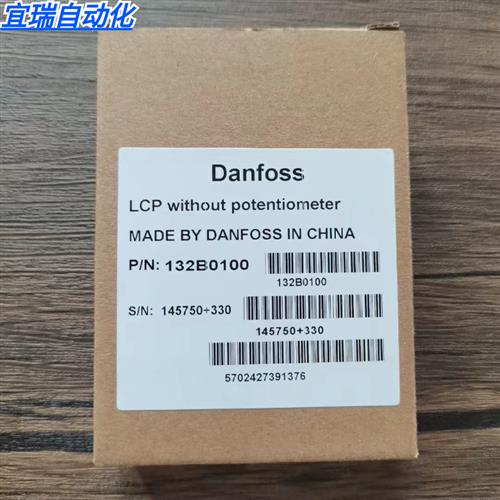 宜瑞自动化
Danfoss
LCP without potentiometer
MADE BY DANFOSS IN CHINA
P/N: 132B0100
132B0100
S/N: 145750÷330
145750+330
5702427391376